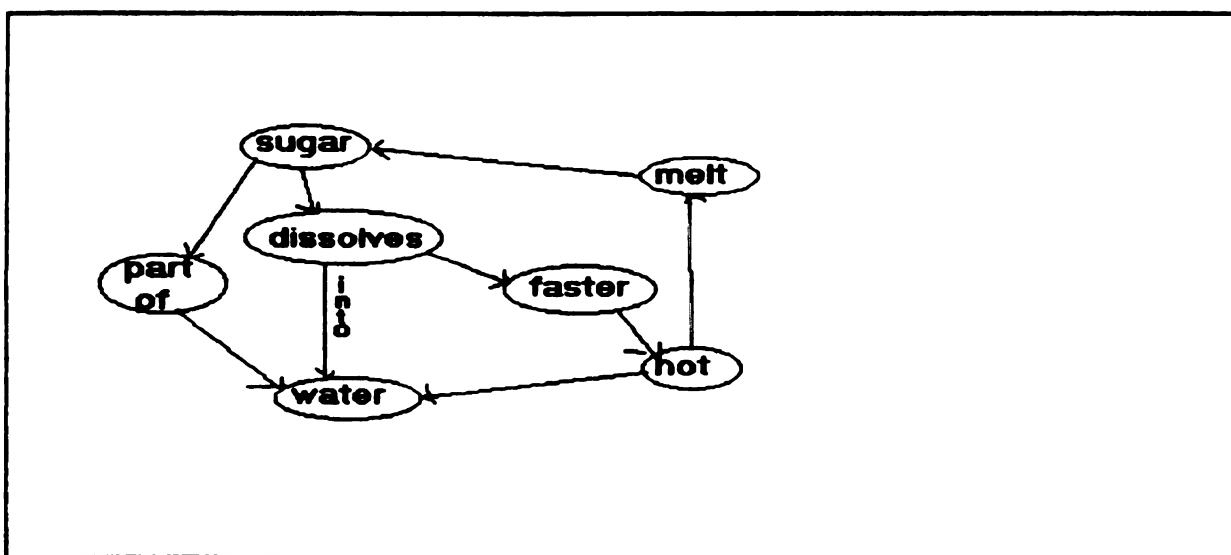 sugar
melt
dissolves
part
of
faster
into
hot
water